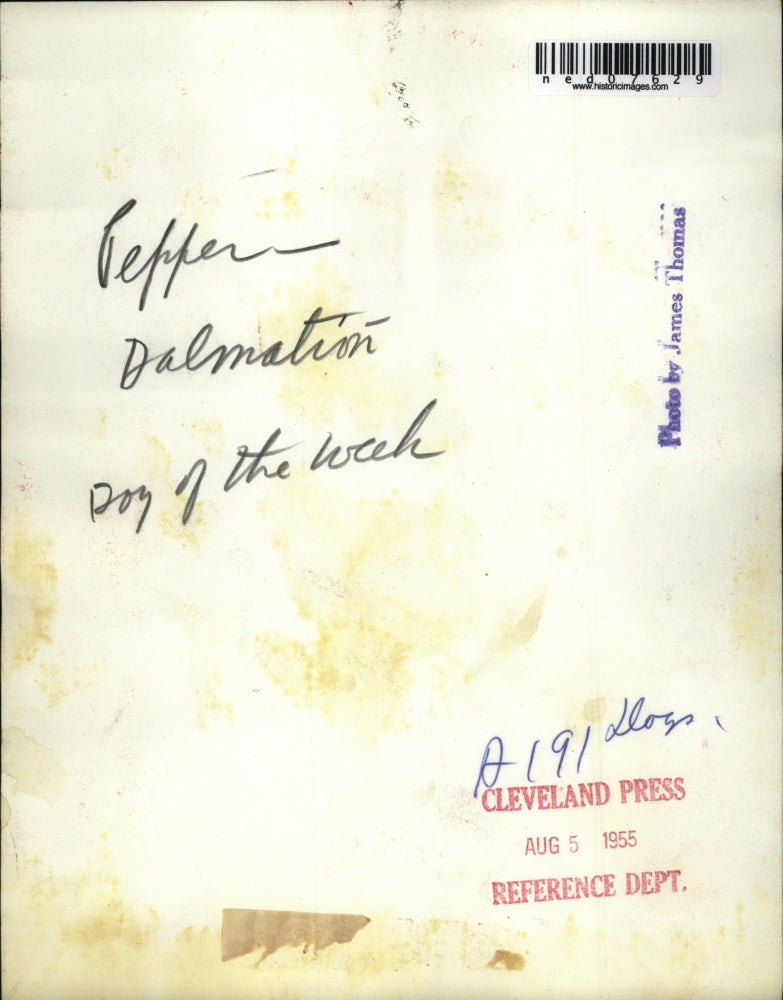 ned07629
www.historicimages.com
Pepper
Dalmation
Dog of the week
Photo by James Thomas
A191 Dogs.
CLEVELAND PRESS
AUG 5 1955
REFERENCE DEPT.